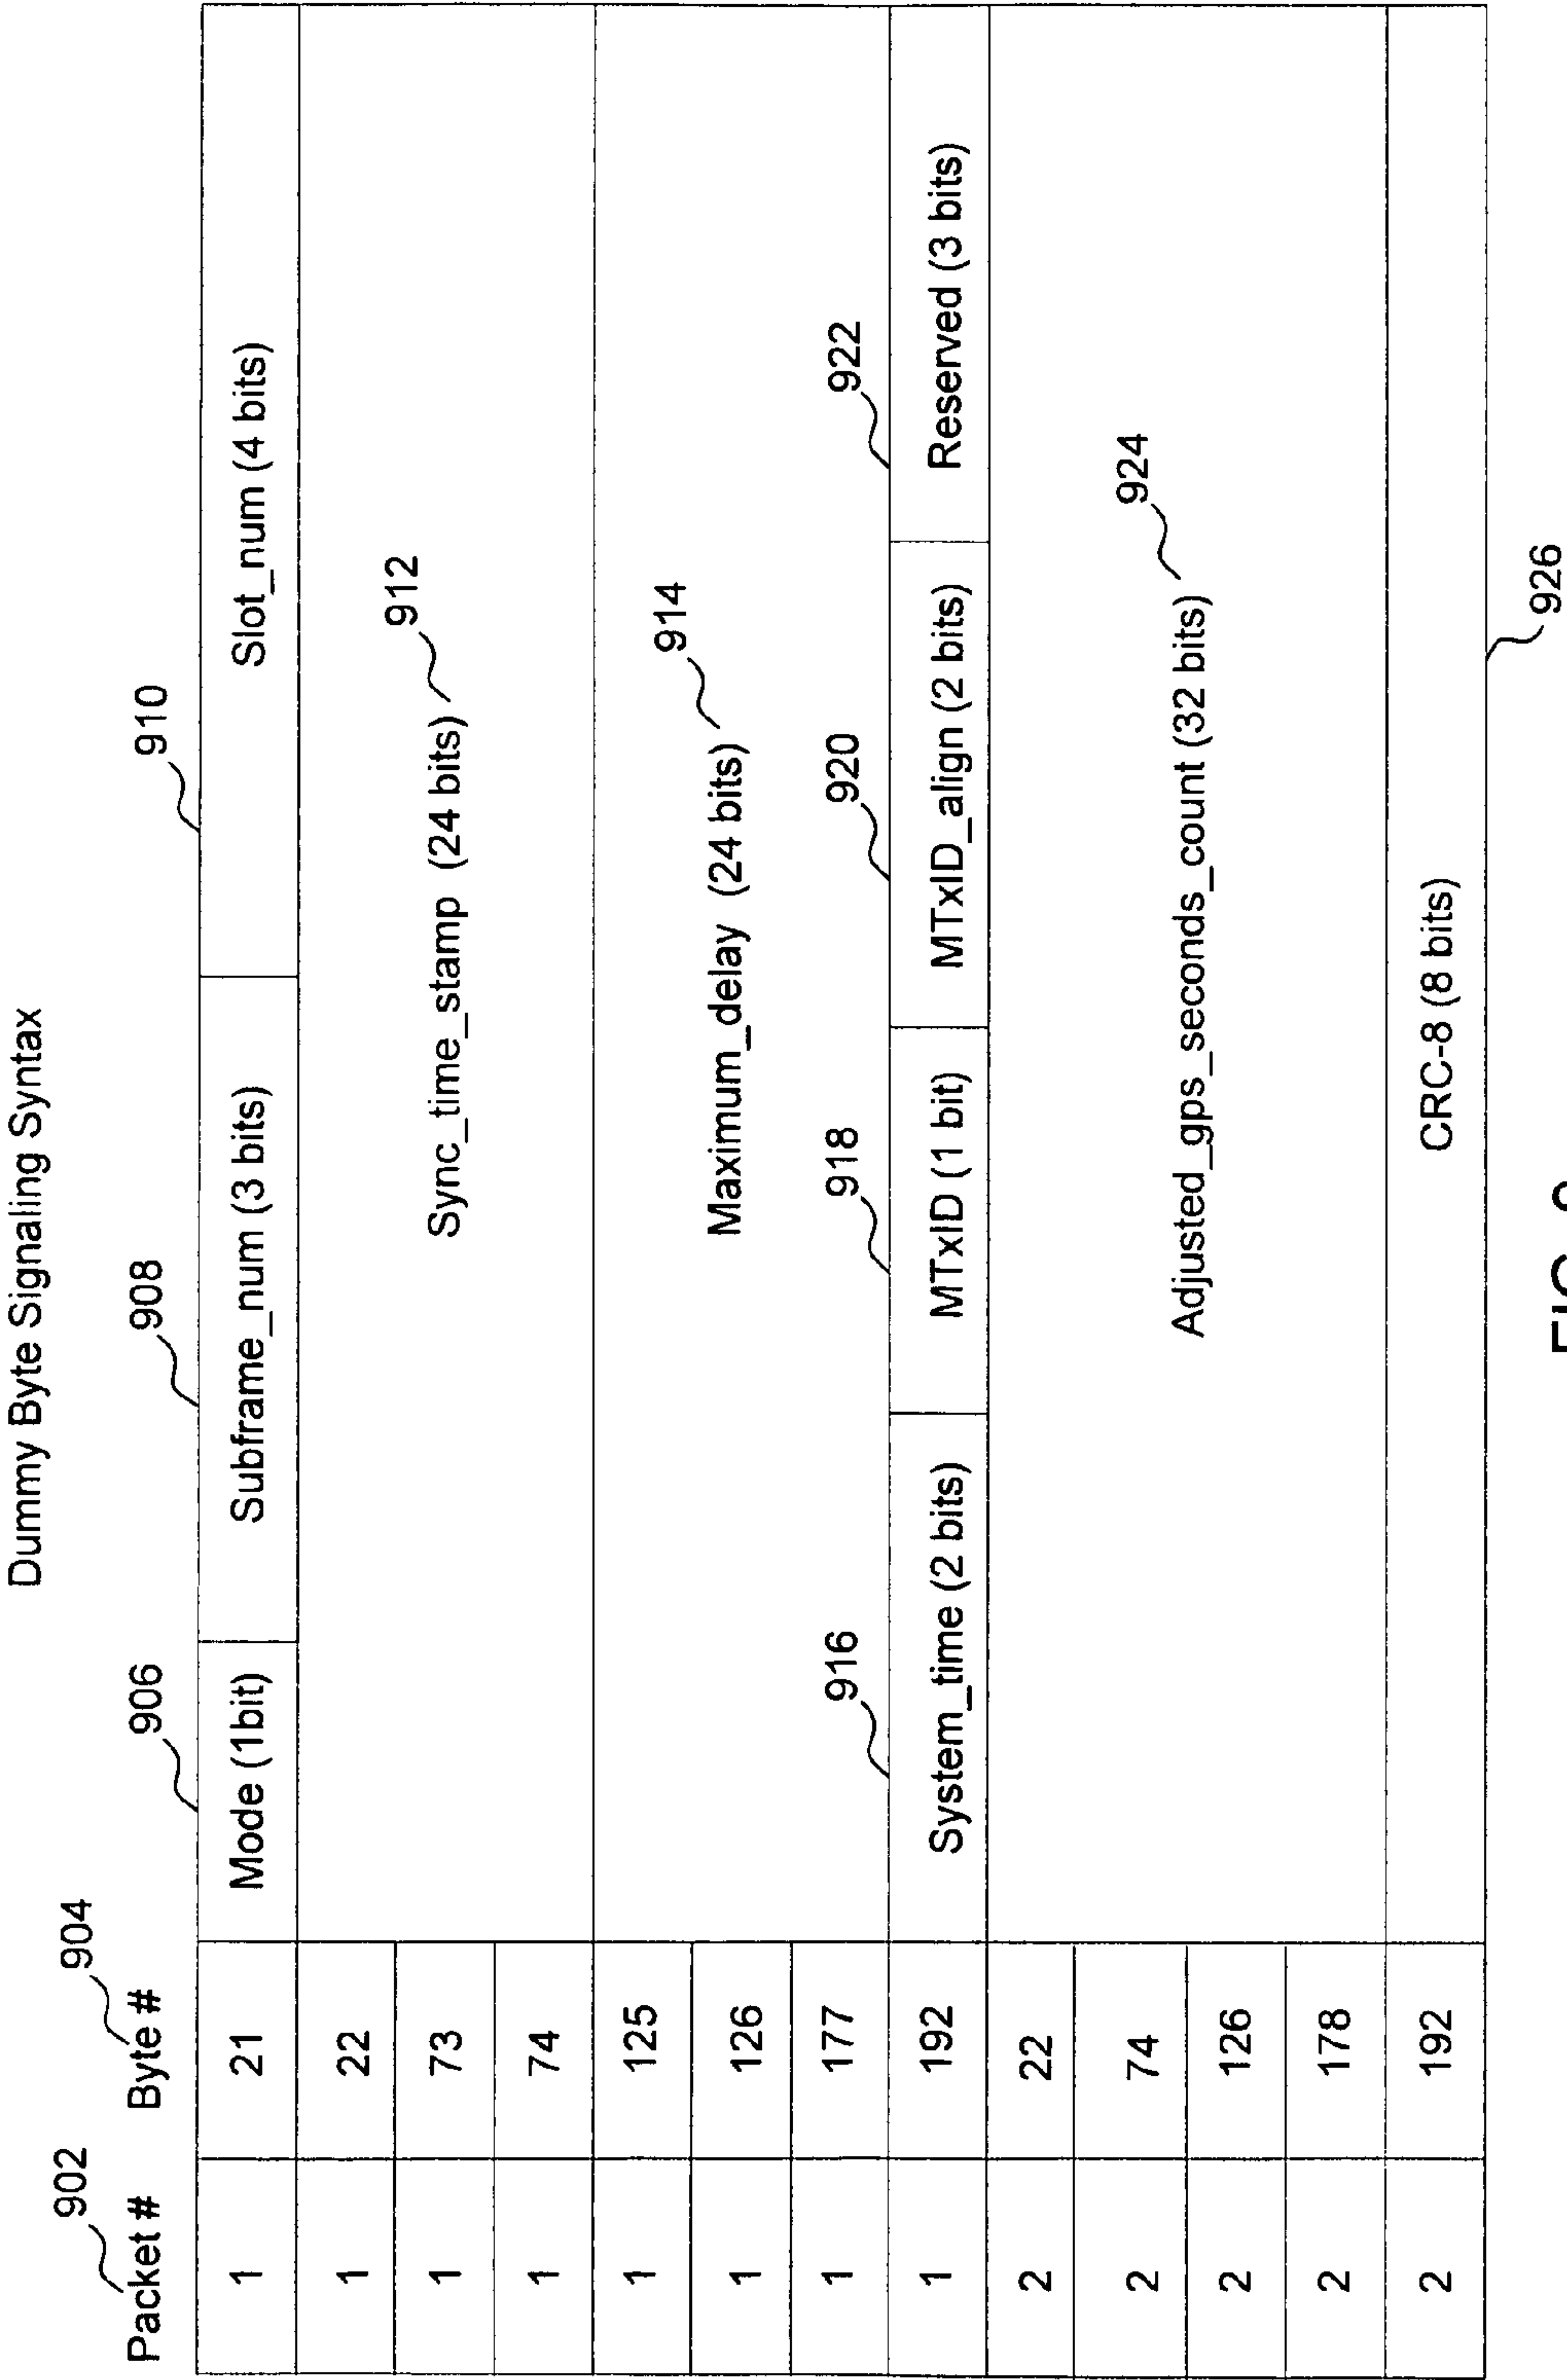 Dummy Byte Signaling Syntax
902 904 906 908 910
Packet # Byte #
1 21 Mode (1bit) Subframe_num (3 bits) Slot_num (4 bits)
1 22
1 73 Sync_time_stamp (24 bits) 912
1 74
1 125
1 126 Maximum_delay (24 bits) 914
1 177
916 918 920 922
1 192 System_time (2 bits) MTxID (1 bit) MTxID_align (2 bits) Reserved (3 bits)
2 22
2 74
Adjusted_gps_seconds_count (32 bits) 924
2 126
2 178
2 192 CRC-8 (8 bits)
926